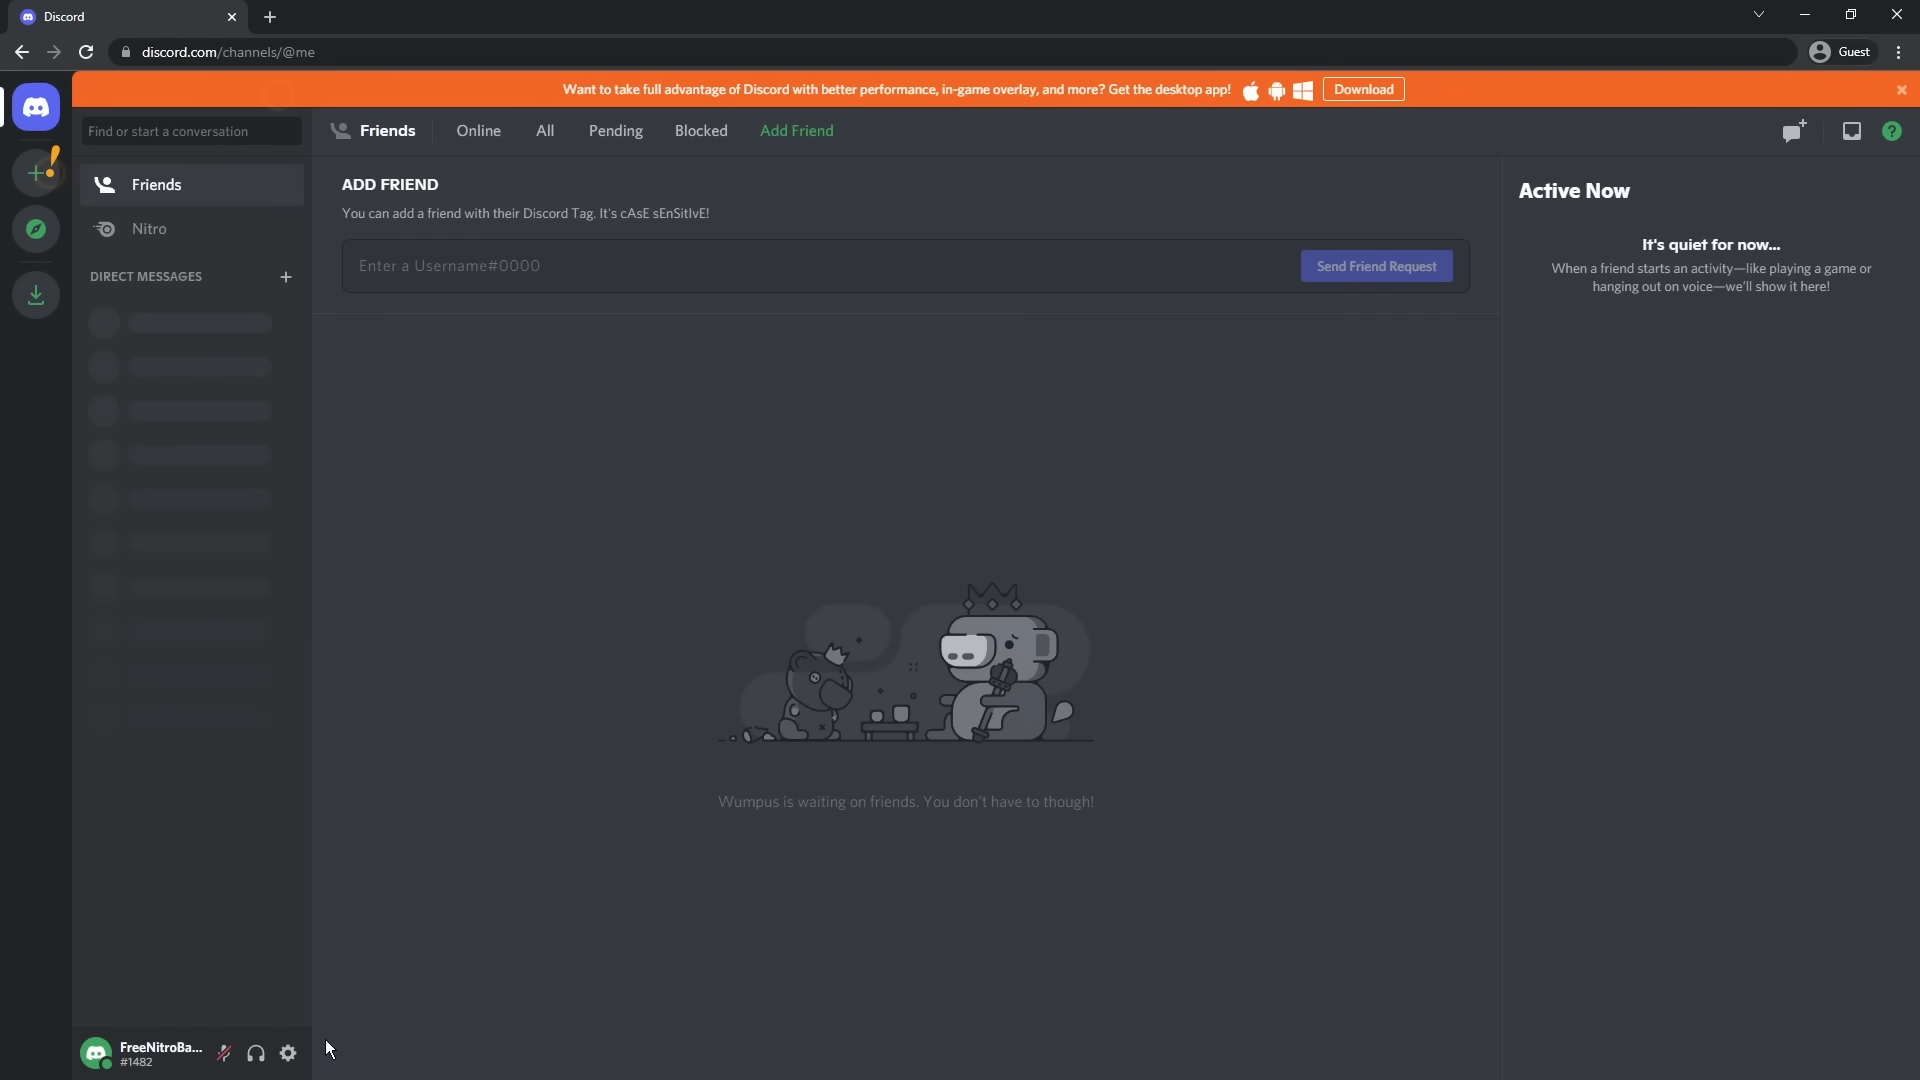 Discord
discord.com/channels/@me
Guest
Want to take full advantage of Discord with better performance, in-game overlay, and more? Get the desktop app!
Download
Find or start a conversation
Friends
Online
All
Pending
Blocked
Add Friend
Friends
Nitro
DIRECT MESSAGES
ADD FRIEND
You can add a friend with their Discord Tag. It's cAsE sEnSitIvE!
Enter a Username#0000
Send Friend Request
Active Now
It's quiet for now...
When a friend starts an activity—like playing a game or
hanging out on voice—we'll show it here!
Wumpus is waiting on friends. You don't have to though!
FreeNitroBa...
#1482